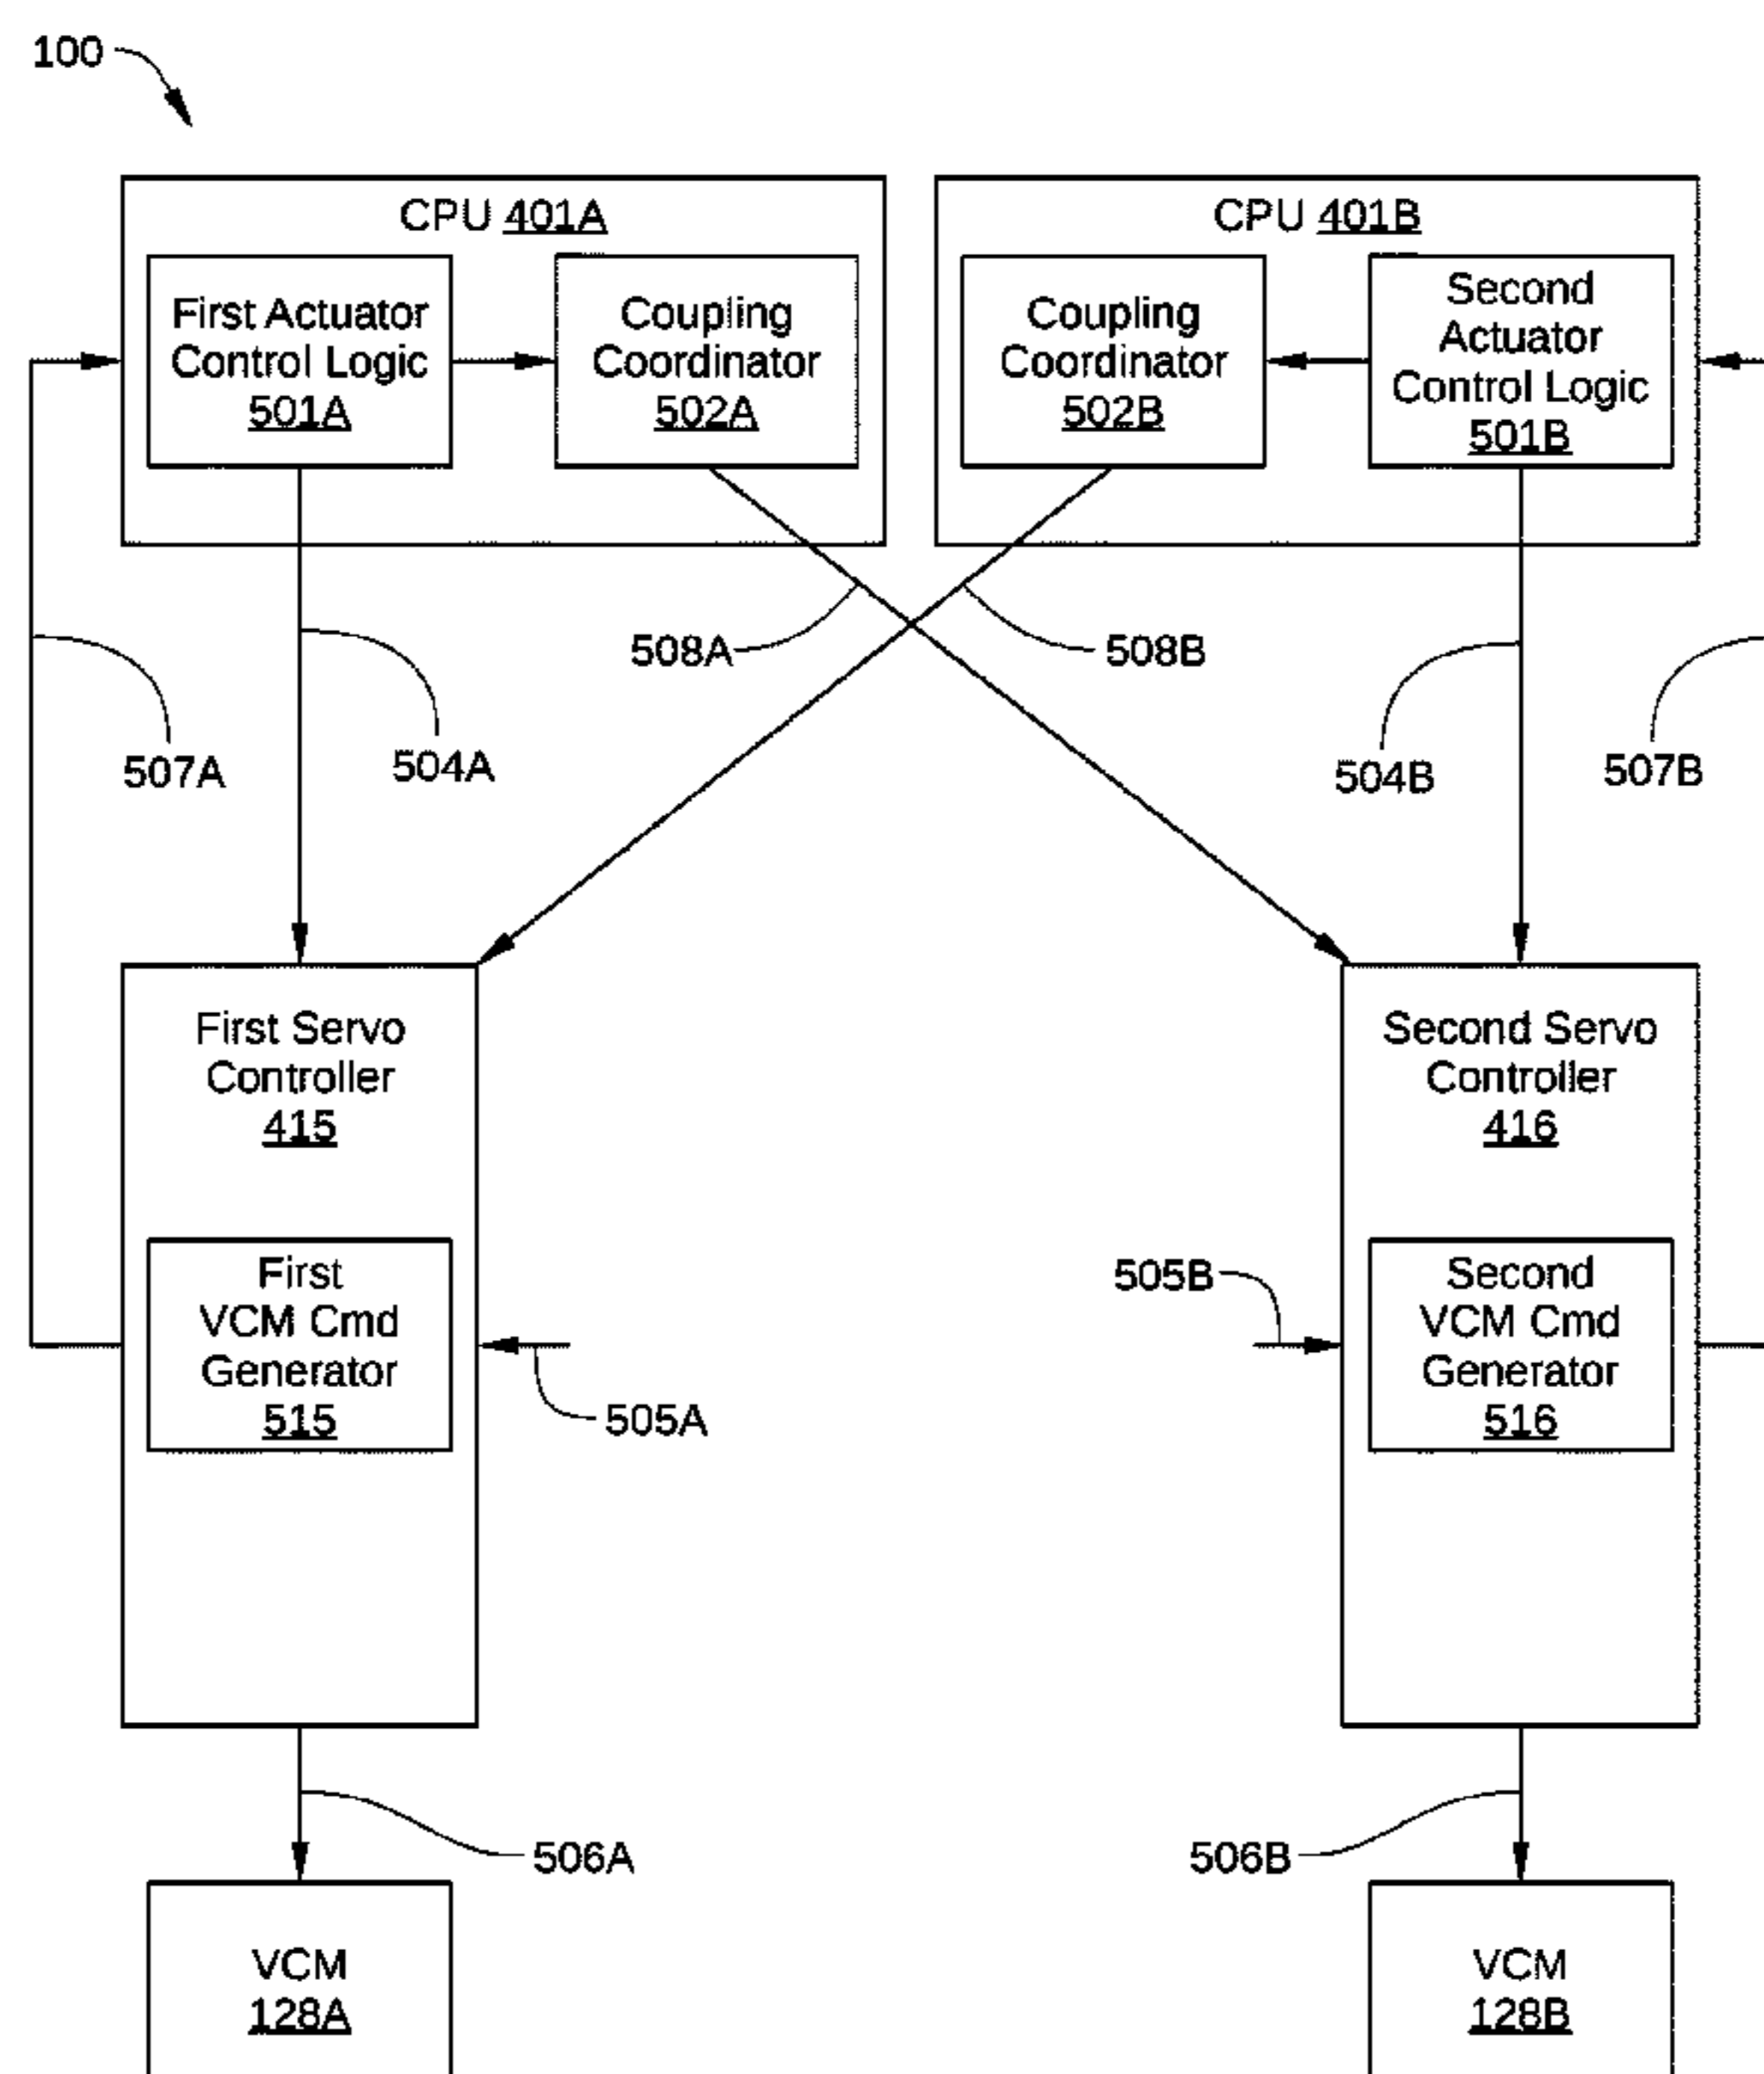 100
CPU 401A
First Actuator
Control Logic
501A
Coupling
Coordinator
502A
CPU 401B
Coupling
Coordinator
502B
Second
Actuator
Control Logic
501B
508A
508B
507A
504A
504B
507B
First Servo
Controller
415
First
VCM Cmd
Generator
515
505A
Second Servo
Controller
416
505B
Second
VCM Cmd
Generator
516
506A
506B
VCM
128A
VCM
128B